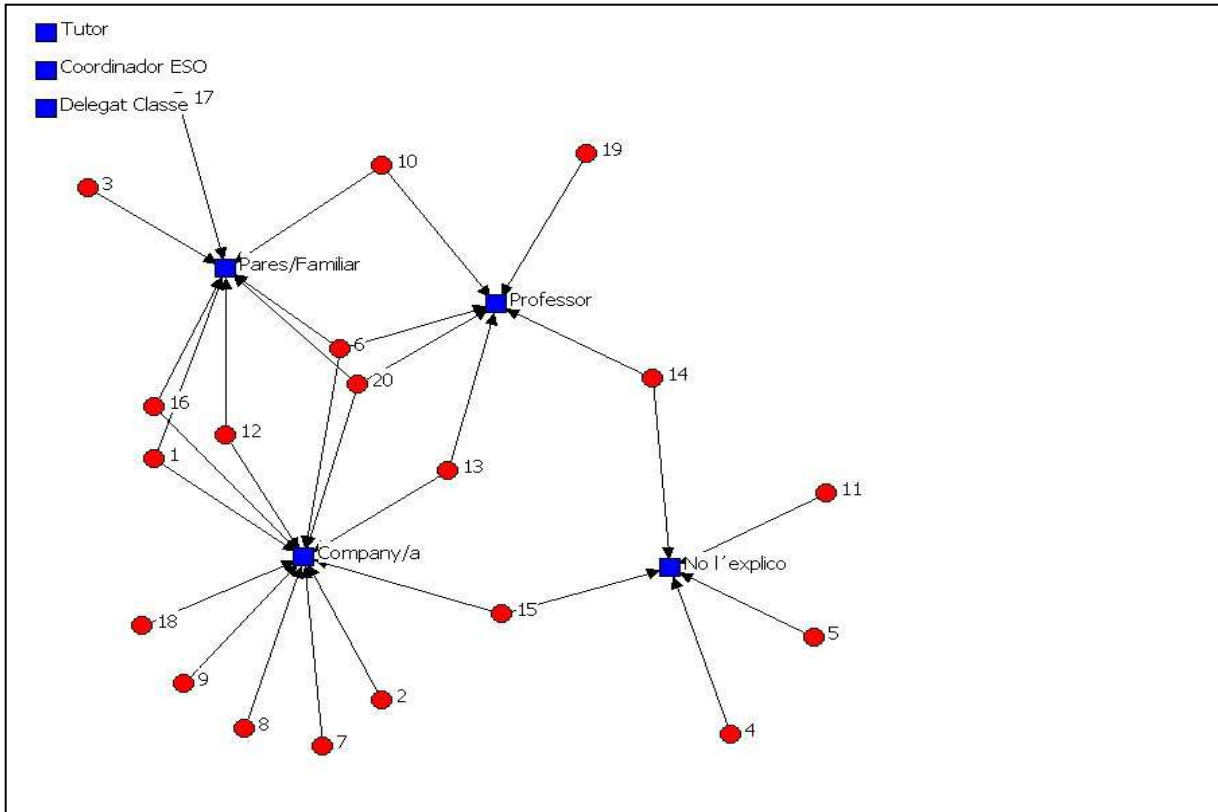 Tutor
Coordinador ESO
Delegat Classe 17
10
19
3
Pares/Familiar
Professor
6
14
20
16
12
1
13
11
Company/a
No l'explico
15
18
5
9
2
8
4
7